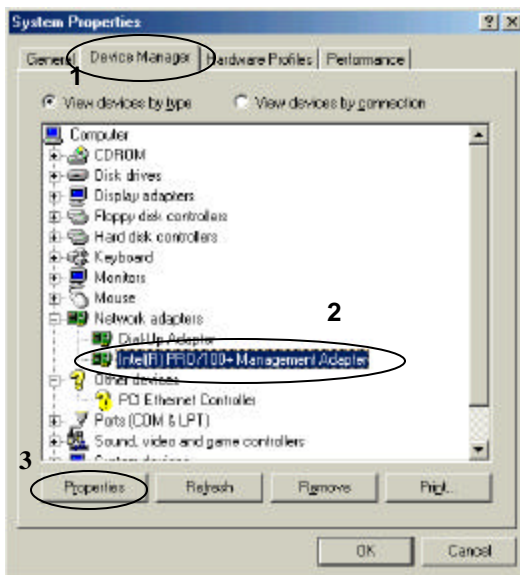 System Properties
General Device Manager Hardware Profiles Performance
1
View devices by type View devices by connection
Computer
CDROM
Disk drives
Display adapters
Floppy disk controllers
Hard disk controllers
Keyboard
Monitors
Mouse
Network adapters
2
Dial-Up Adapter
Intel(R) PRO/100+ Management Adapter
Other devices
PCI Ethernet Controller
Ports (COM & LPT)
Sound, video and game controllers
System devices
3
Properties Refresh Remove Print...
OK Cancel